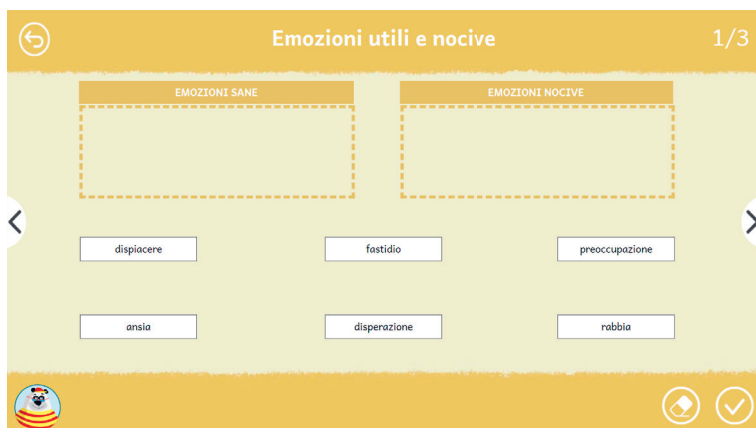 Emozioni utili e nocive
1/3
EMOZIONI SANE
EMOZIONI NOCIVE
dispiacere
fastidio
preoccupazione
ansia
disperazione
rabbia